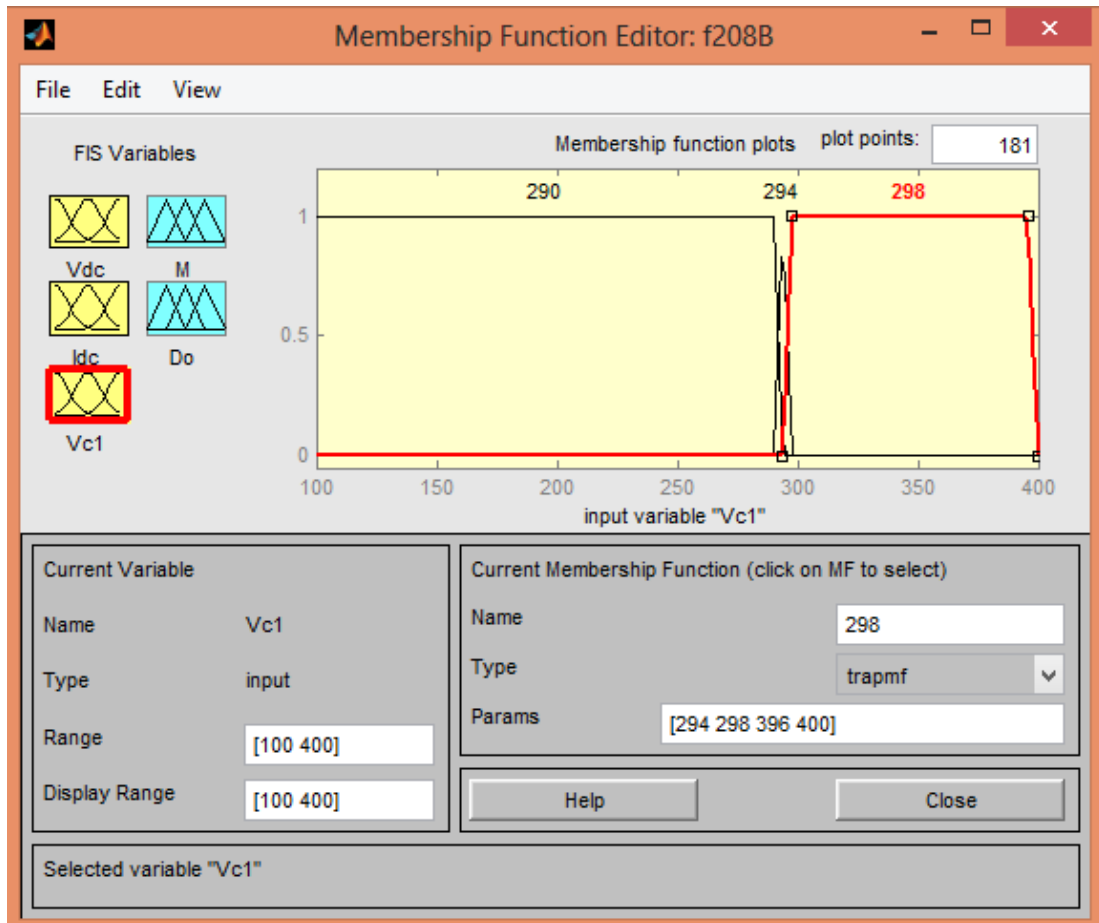 Membership Function Editor: f208B
File Edit View
FIS Variables
Membership function plots plot points: 181
290 294 298
Vdc M
Idc Do
Vc1
1
0.5
0
100 150 200 250 300 350 400
input variable "Vc1"
Current Variable
Name Vc1
Type input
Range [100 400]
Display Range [100 400]
Current Membership Function (click on MF to select)
Name 298
Type trapmf
Params [294 298 396 400]
Help Close
Selected variable "Vc1"